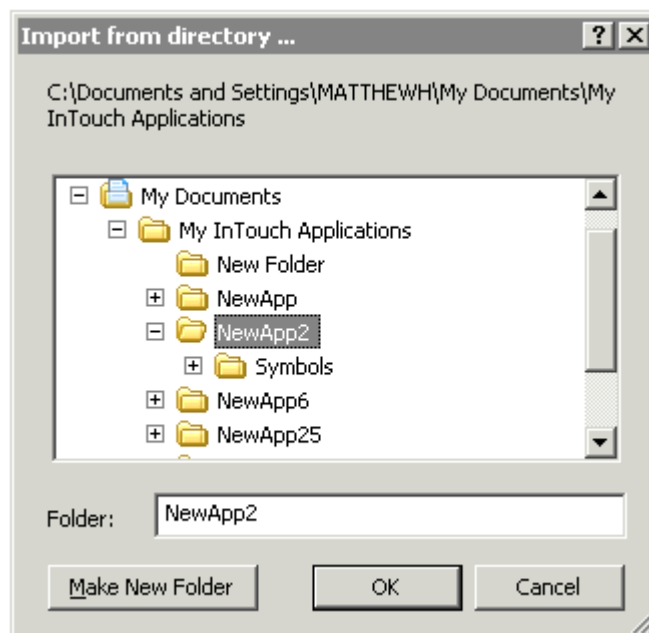 Import from directory ...
C:\Documents and Settings\MATTHEWH\My Documents\My
InTouch Applications
My Documents
My InTouch Applications
New Folder
NewApp
NewApp2
Symbols
NewApp6
NewApp25
Folder:
NewApp2
Make New Folder
OK
Cancel